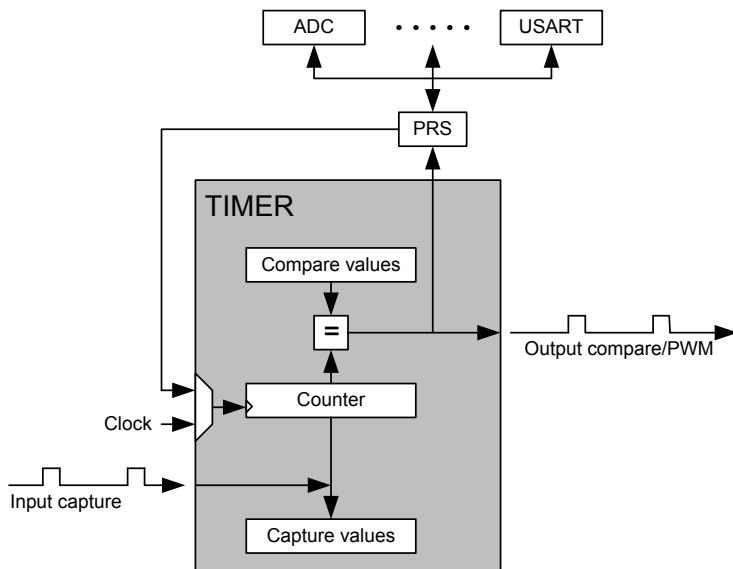 ADC
USART
PRS
TIMER
Compare values
=
Output compare/PWM
Counter
Clock
Input capture
Capture values